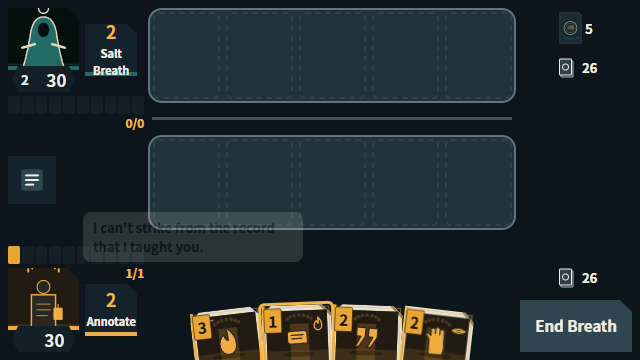 2
Salt
Breath
2 30
5
26
0/0
I can't strike from the record
that I taught you.
1/1
2
Annotate
30
26
3
1
2
2
End Breath